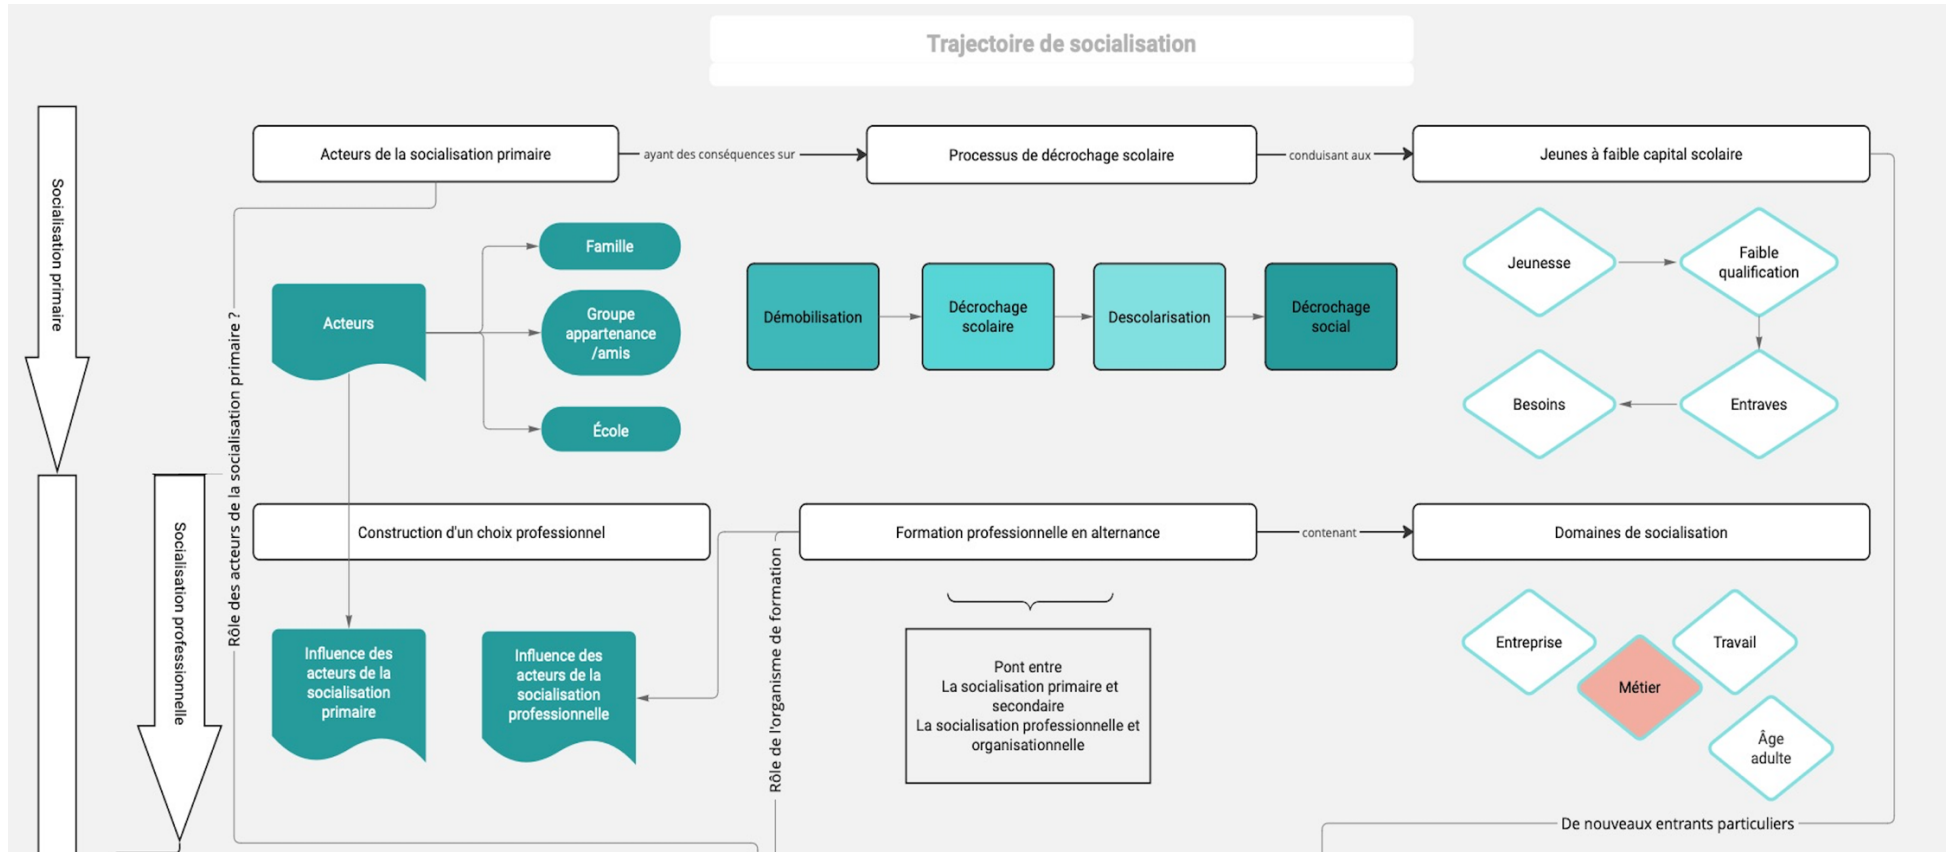 Trajectoire de socialisation
Socialisation primaire
Acteurs de la socialisation primaire
ayant des conséquences sur
Processus de décrochage scolaire
conduisant aux
Jeunes à faible capital scolaire
Rôle des acteurs de la socialisation primaire ?
Acteurs
Famille
Groupe
appartenance
/amis
École
Démobilisation
Décrochage
scolaire
Descolarisation
Décrochage
social
Jeunesse
Faible
qualification
Besoins
Entraves
Socialisation professionnelle
Construction d'un choix professionnel
Formation professionnelle en alternance
contenant
Domaines de socialisation
Influence des
acteurs de la
socialisation
primaire
Influence des
acteurs de la
socialisation
professionnelle
Rôle de l'organisme de formation
Pont entre
La socialisation primaire et
secondaire
La socialisation professionnelle et
organisationnelle
Entreprise
Travail
Métier
Âge
adulte
De nouveaux entrants particuliers